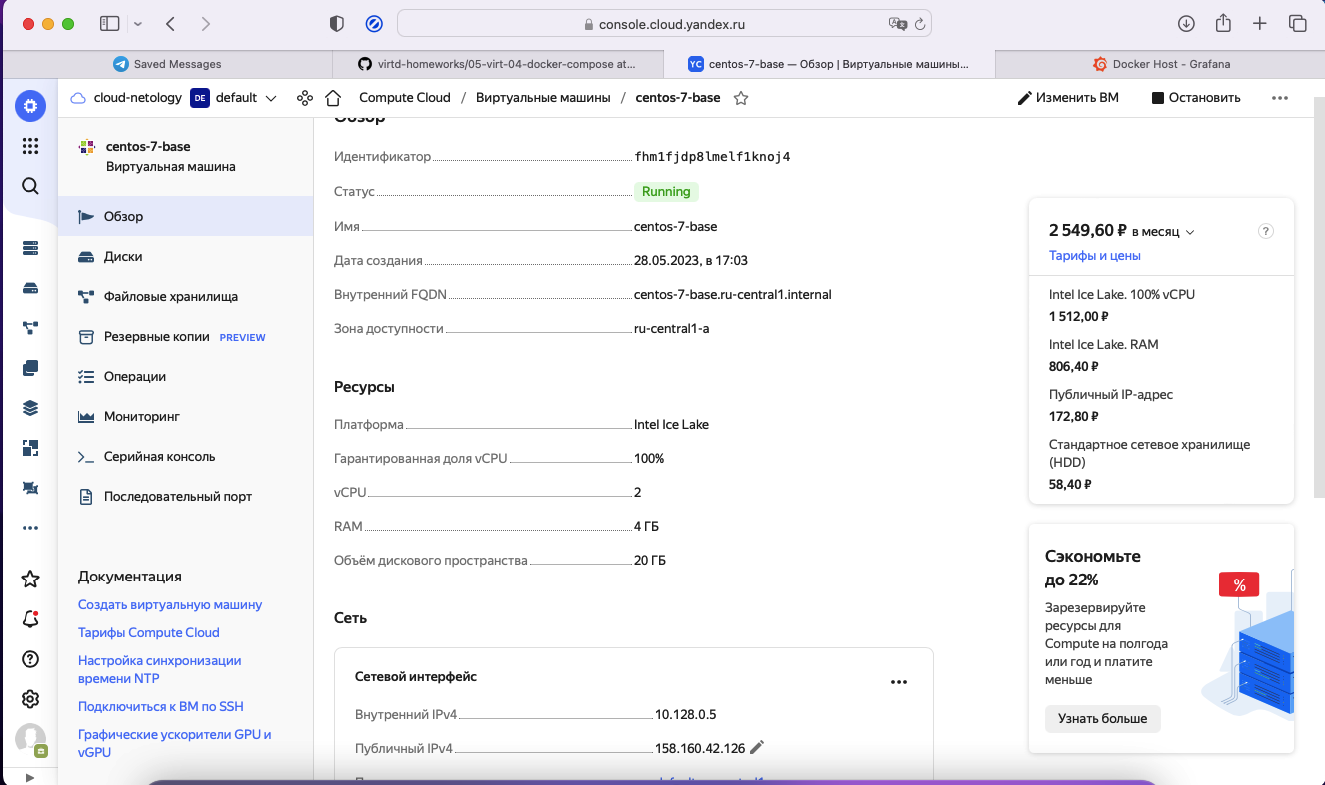 console.cloud.yandex.ru
Saved Messages
virtd-homeworks/05-virt-04-docker-compose at...
YC
centos-7-base — Обзор | Виртуальные машины...
Docker Host - Grafana
cloud-netology
DE
default
Compute Cloud / Виртуальные машины / centos-7-base
Изменить ВМ
Остановить
centos-7-base
Виртуальная машина
Обзор
Диски
Файловые хранилища
Резервные копии PREVIEW
Операции
Мониторинг
Серийная консоль
Последовательный порт
Документация
Создать виртуальную машину
Тарифы Compute Cloud
Настройка синхронизации
времени NTP
Подключиться к ВМ по SSH
Графические ускорители GPU и
vGPU
Обзор
Идентификатор fhm1fjdp8lmelf1knoj4
Статус Running
Имя centos-7-base
Дата создания 28.05.2023, в 17:03
Внутренний FQDN centos-7-base.ru-central1.internal
Зона доступности ru-central1-a
Ресурсы
Платформа Intel Ice Lake
Гарантированная доля vCPU 100%
vCPU 2
RAM 4 ГБ
Объём дискового пространства 20 ГБ
Сеть
Сетевой интерфейс
Внутренний IPv4 10.128.0.5
Публичный IPv4 158.160.42.126
2 549,60 ₽ в месяц
?
Тарифы и цены
Intel Ice Lake. 100% vCPU
1 512,00 ₽
Intel Ice Lake. RAM
806,40 ₽
Публичный IP-адрес
172,80 ₽
Стандартное сетевое хранилище
(HDD)
58,40 ₽
Сэкономьте
до 22%
%
Зарезервируйте
ресурсы для
Compute на полгода
или год и платите
меньше
Узнать больше